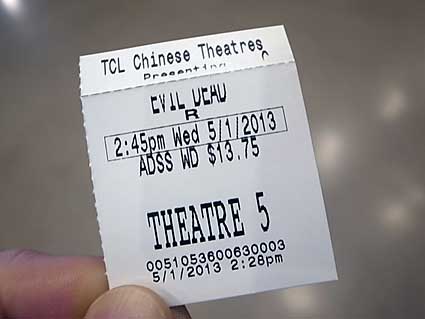 TCL Chinese Theatres
Presenting
EVIL DEAD
R
2:45pm Wed 5/1/2013
ADSS WD $13.75
THEATRE 5
0051053600630003
5/1/2013 2:28pm